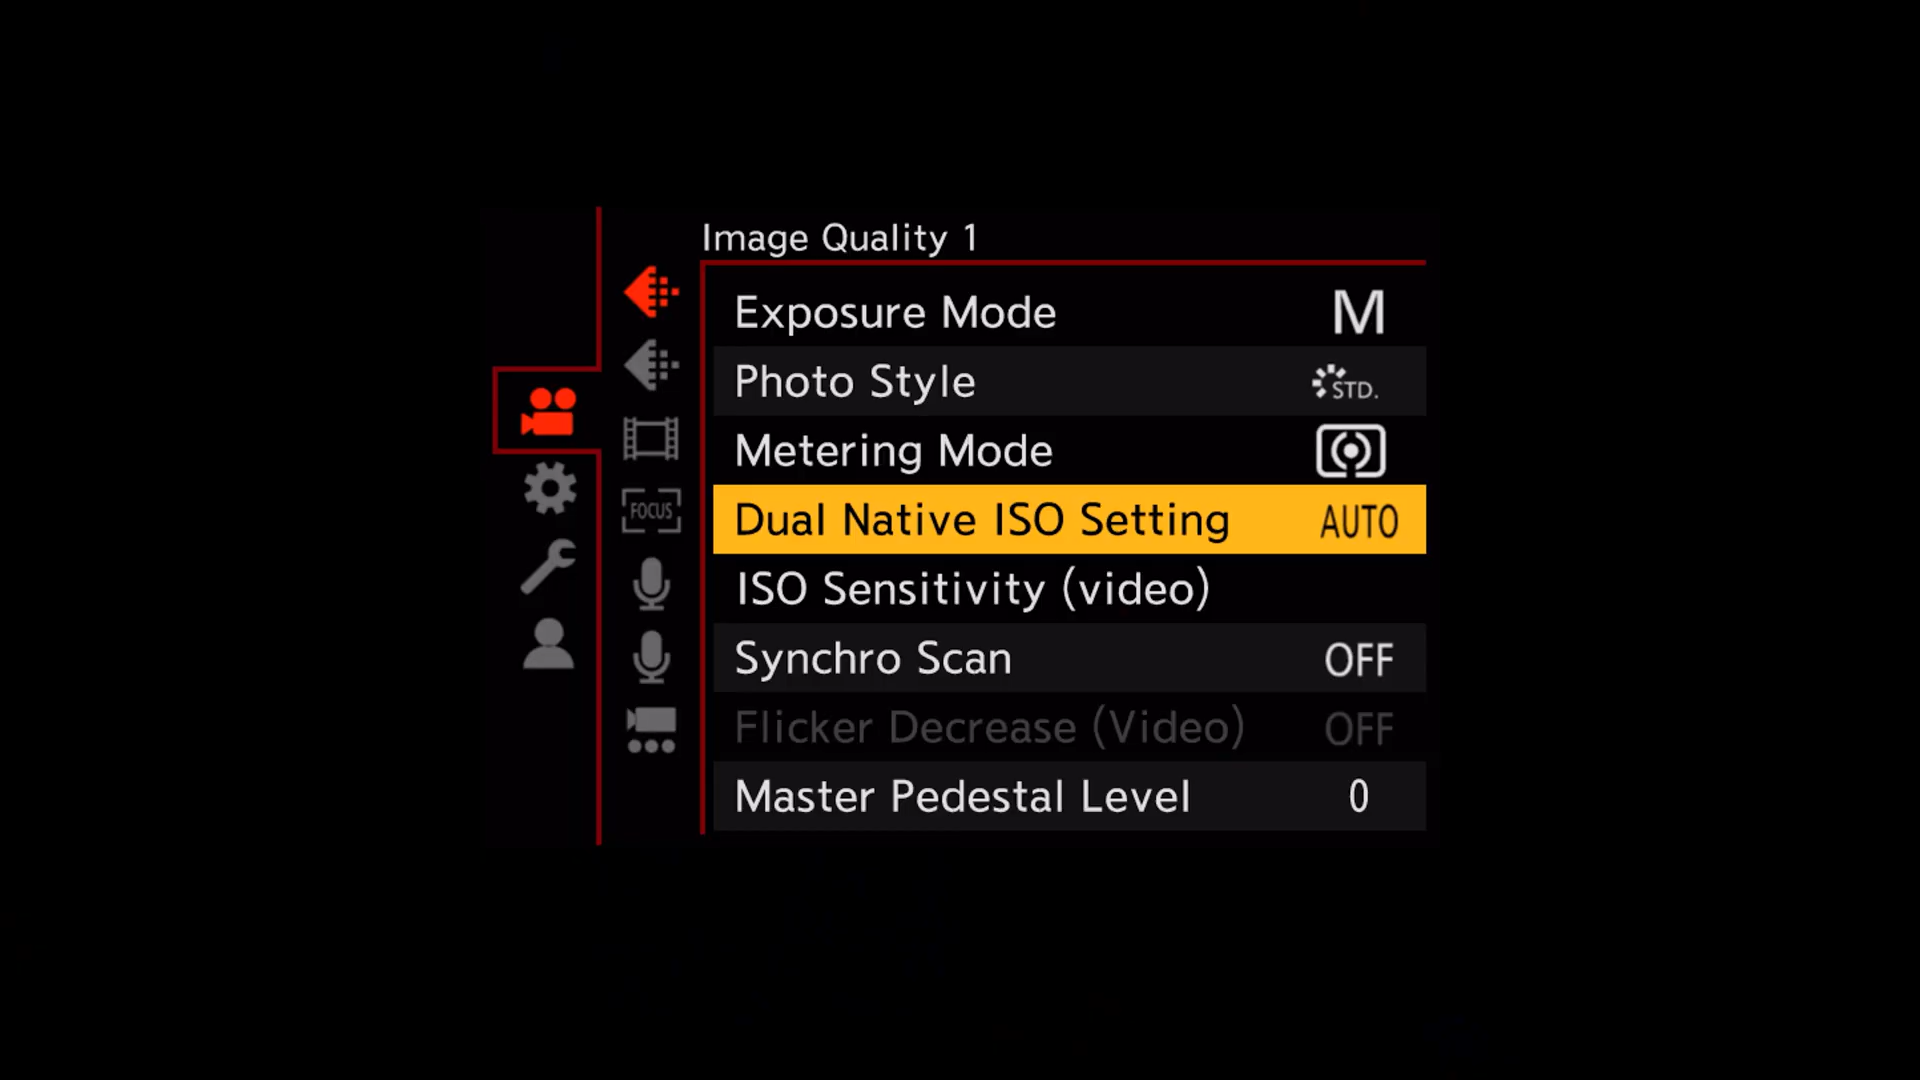 Image Quality 1
Exposure Mode M
Photo Style STD.
Metering Mode
Dual Native ISO Setting AUTO
FOCUS
ISO Sensitivity (video)
Synchro Scan OFF
Flicker Decrease (Video) OFF
Master Pedestal Level 0